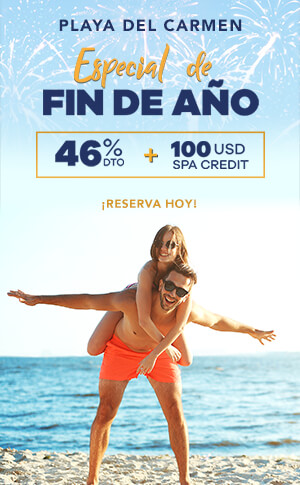 PLAYA DEL CARMEN
Especial de
FIN DE AÑO
46% DTO + 100 USD
SPA CREDIT
¡RESERVA HOY!